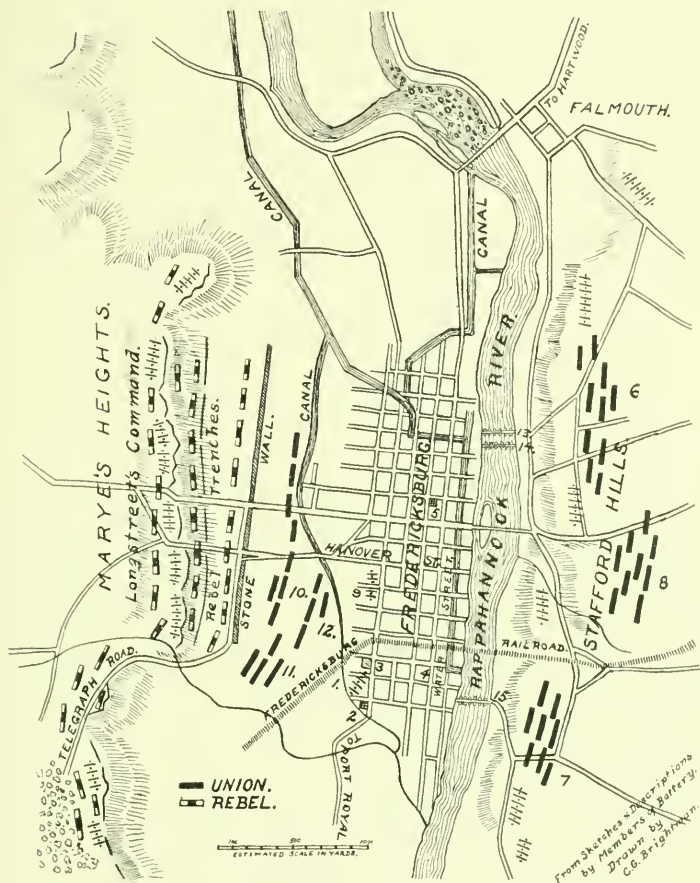 TO HARTWOOD.
FALMOUTH.
CANAL
CANAL
RIVER
MARYE'S HEIGHTS.
Longstreet's Command.
Rebel Trenches.
STONE WALL.
CANAL
6
13
14
FREDERICKSBURG.
5
STAFFORD HILLS.
HANOVER ST.
RAPPAHANNOCK
8
9
10.
12.
11.
WATER STREET
RAILROAD.
FREDERICKSBURG
1.
3
4
2
15
TELEGRAPH ROAD.
TO PORT ROYAL
7
UNION.
REBEL.
500
ESTIMATED SCALE IN YARDS.
From Sketches & Descriptions
by Members of Battery.
Drawn by
C.G. Brightman.